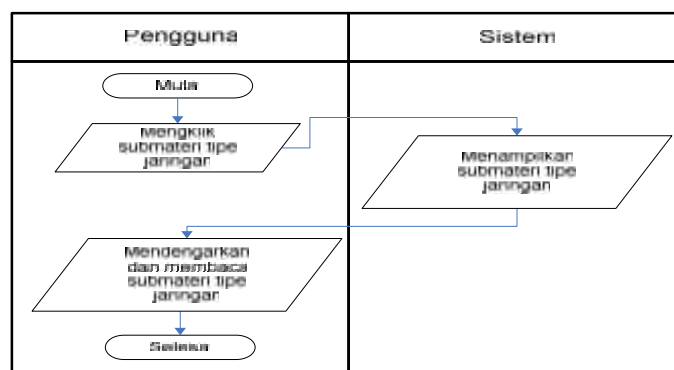 Pengguna
Sistem
Mulai
Mengklik
submateri tipe
jaringan
Menampilkan
submateri tipe
jaringan
Mendengarkan
dan membaca
submateri tipe
jaringan
Selesai